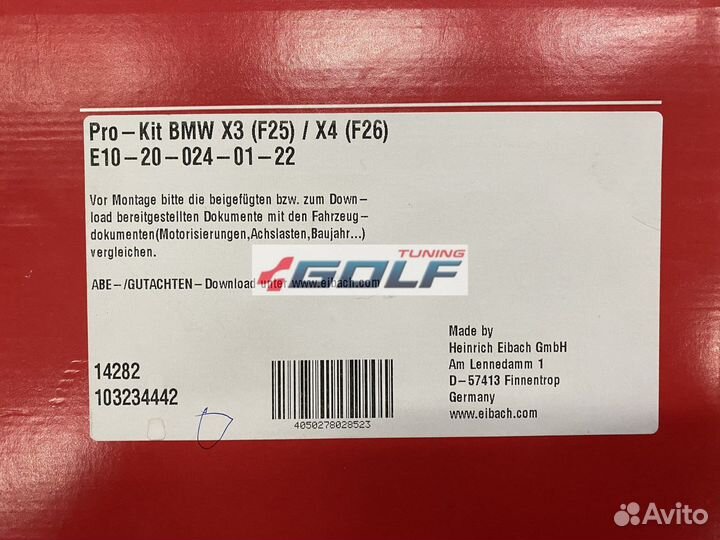 Pro-Kit BMW X3 (F25) / X4 (F26)
E10-20-024-01-22
Vor Montage bitte die beigefügten bzw. zum Down-
load bereitgestellten Dokumente mit den Fahrzeug-
dokumenten(Motorisierungen,Achslasten,Baujahr...)
vergleichen.
TUNING
GOLF
ABE-/GUTACHTEN-Download unter www.eibach.com
14282
103234442
4050278028523
Made by
Heinrich Eibach GmbH
Am Lennedamm 1
D-57413 Finnentrop
Germany
www.eibach.com
Avito